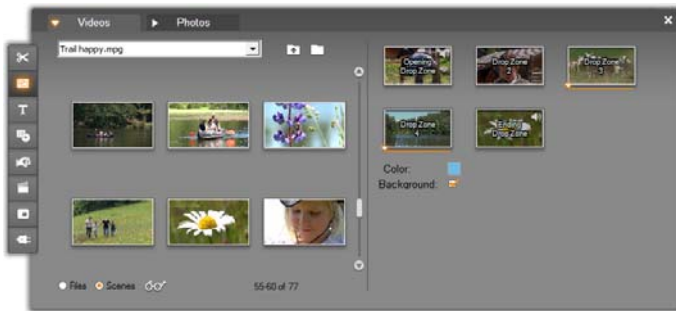 Videos
Photos
Trail happy.mpg
Opening
Drop Zone
Drop Zone
2
Drop Zone
3
Drop Zone
4
Ending
Drop Zone
Color:
Background:
Files
Scenes
55-60 of 77